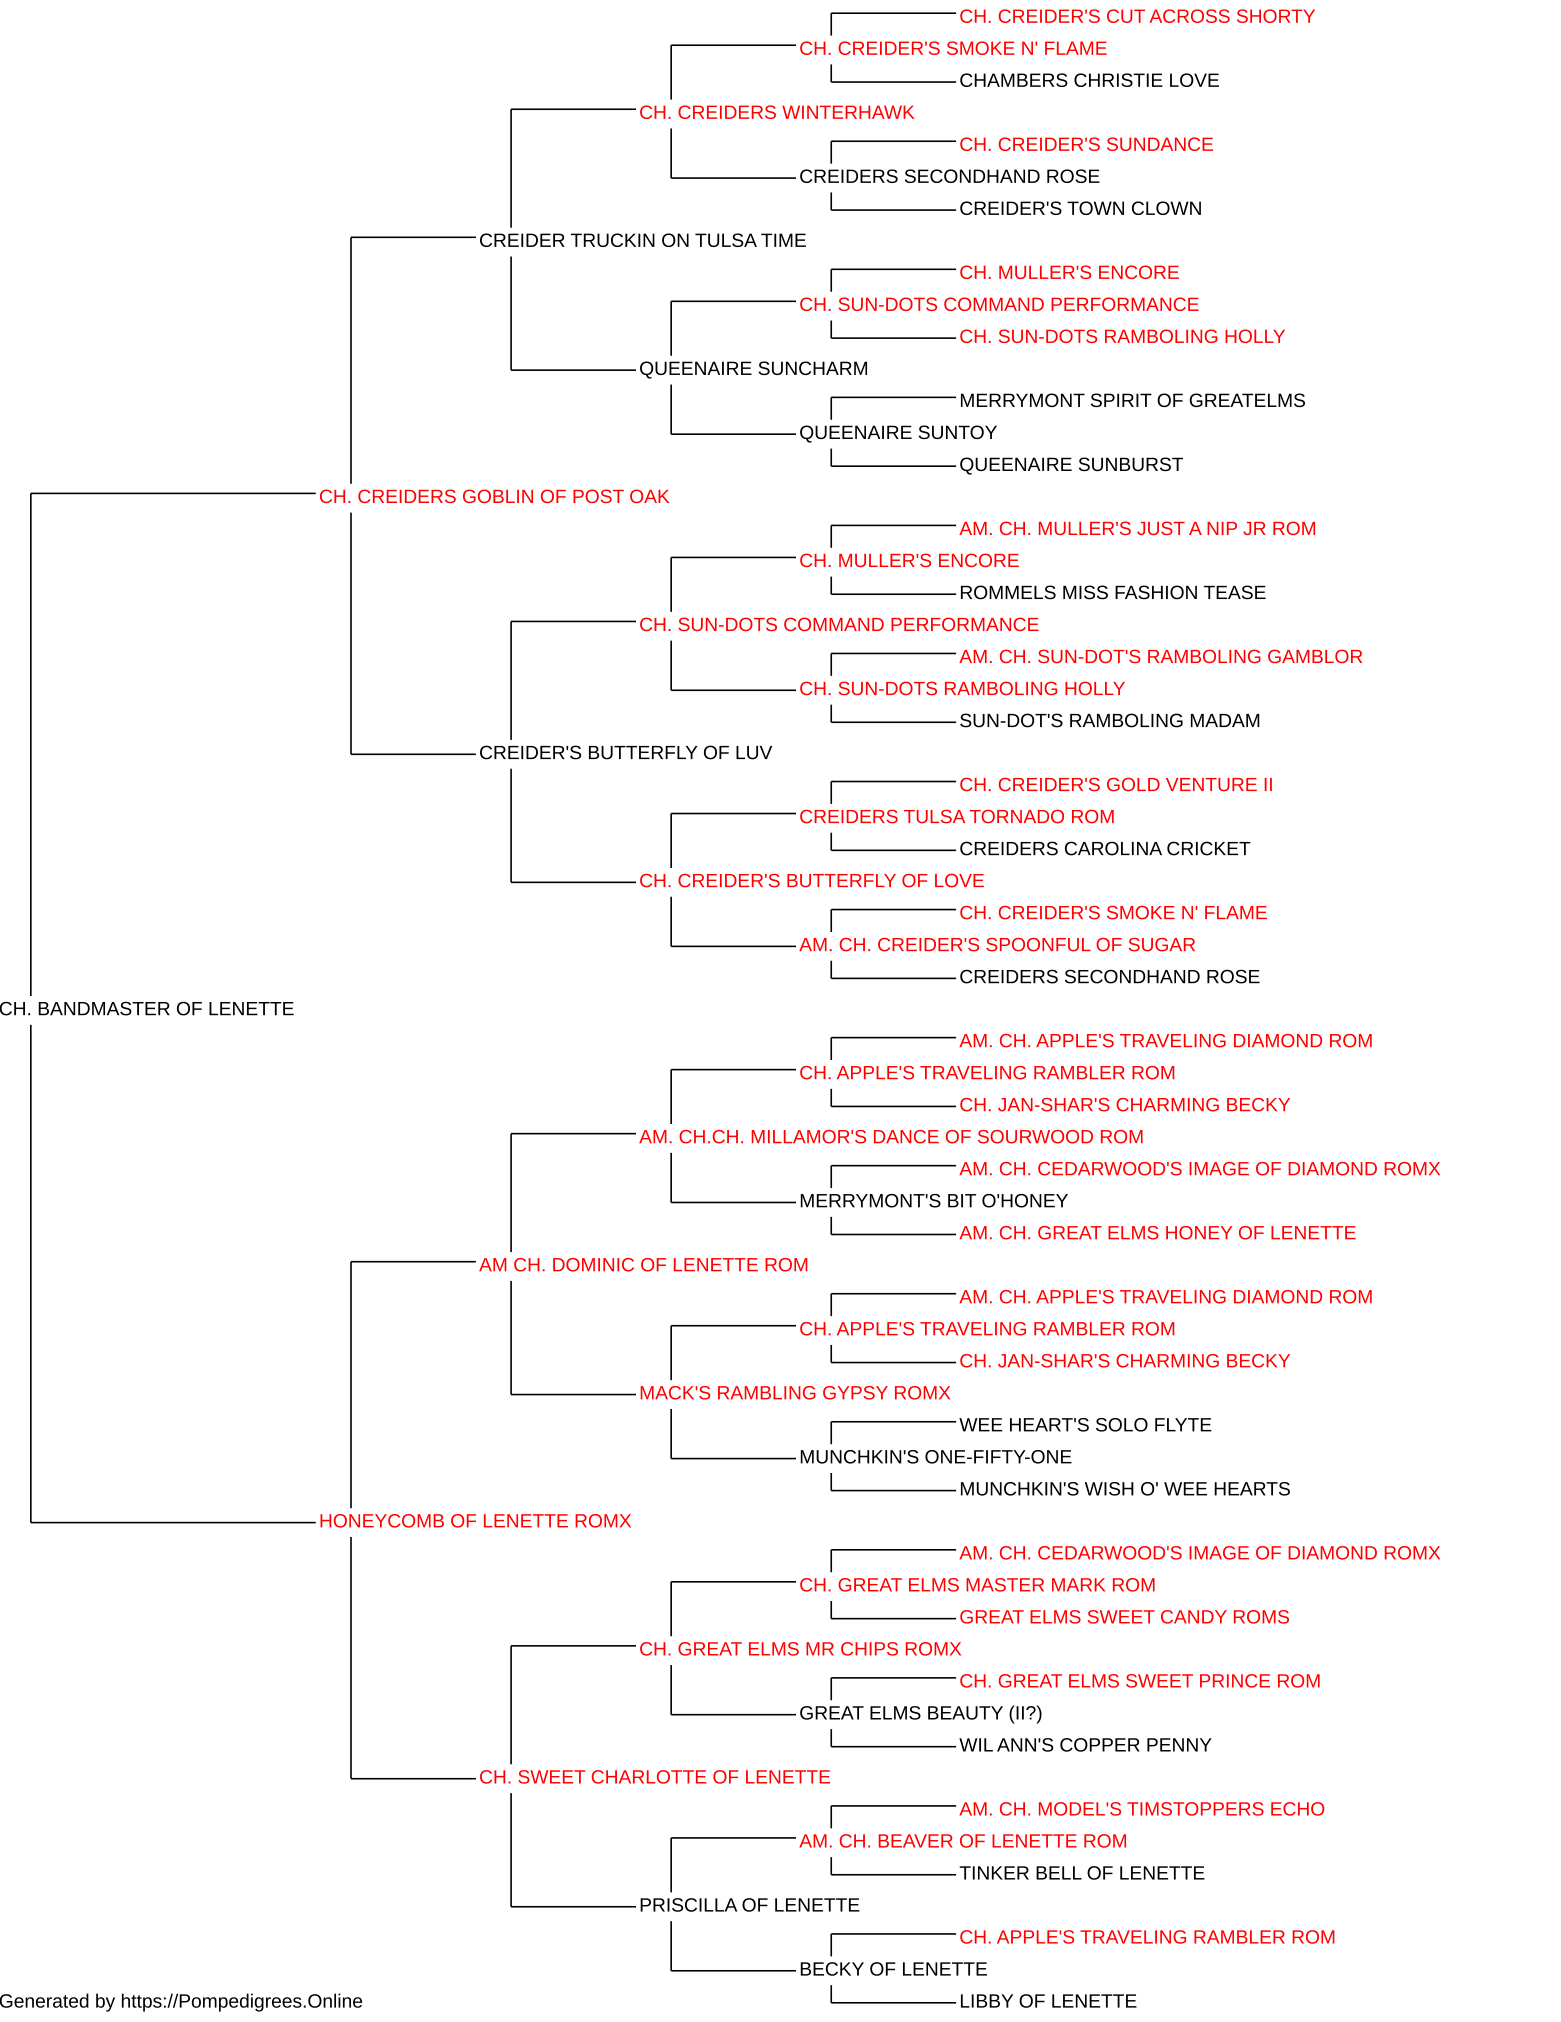 CH. CREIDER'S CUT ACROSS SHORTY
CH. CREIDER'S SMOKE N' FLAME
CHAMBERS CHRISTIE LOVE
CH. CREIDERS WINTERHAWK
CH. CREIDER'S SUNDANCE
CREIDERS SECONDHAND ROSE
CREIDER'S TOWN CLOWN
CREIDER TRUCKIN ON TULSA TIME
CH. MULLER'S ENCORE
CH. SUN-DOTS COMMAND PERFORMANCE
CH. SUN-DOTS RAMBOLING HOLLY
QUEENAIRE SUNCHARM
MERRYMONT SPIRIT OF GREATELMS
QUEENAIRE SUNTOY
QUEENAIRE SUNBURST
CH. CREIDERS GOBLIN OF POST OAK
AM. CH. MULLER'S JUST A NIP JR ROM
CH. MULLER'S ENCORE
ROMMELS MISS FASHION TEASE
CH. SUN-DOTS COMMAND PERFORMANCE
AM. CH. SUN-DOT'S RAMBOLING GAMBLOR
CH. SUN-DOTS RAMBOLING HOLLY
SUN-DOT'S RAMBOLING MADAM
CREIDER'S BUTTERFLY OF LUV
CH. CREIDER'S GOLD VENTURE II
CREIDERS TULSA TORNADO ROM
CREIDERS CAROLINA CRICKET
CH. CREIDER'S BUTTERFLY OF LOVE
CH. CREIDER'S SMOKE N' FLAME
AM. CH. CREIDER'S SPOONFUL OF SUGAR
CREIDERS SECONDHAND ROSE
CH. BANDMASTER OF LENETTE
AM. CH. APPLE'S TRAVELING DIAMOND ROM
CH. APPLE'S TRAVELING RAMBLER ROM
CH. JAN-SHAR'S CHARMING BECKY
AM. CH.CH. MILLAMOR'S DANCE OF SOURWOOD ROM
AM. CH. CEDARWOOD'S IMAGE OF DIAMOND ROMX
MERRYMONT'S BIT O'HONEY
AM. CH. GREAT ELMS HONEY OF LENETTE
AM CH. DOMINIC OF LENETTE ROM
AM. CH. APPLE'S TRAVELING DIAMOND ROM
CH. APPLE'S TRAVELING RAMBLER ROM
CH. JAN-SHAR'S CHARMING BECKY
MACK'S RAMBLING GYPSY ROMX
WEE HEART'S SOLO FLYTE
MUNCHKIN'S ONE-FIFTY-ONE
MUNCHKIN'S WISH O' WEE HEARTS
HONEYCOMB OF LENETTE ROMX
AM. CH. CEDARWOOD'S IMAGE OF DIAMOND ROMX
CH. GREAT ELMS MASTER MARK ROM
GREAT ELMS SWEET CANDY ROMS
CH. GREAT ELMS MR CHIPS ROMX
CH. GREAT ELMS SWEET PRINCE ROM
GREAT ELMS BEAUTY (II?)
WIL ANN'S COPPER PENNY
CH. SWEET CHARLOTTE OF LENETTE
AM. CH. MODEL'S TIMSTOPPERS ECHO
AM. CH. BEAVER OF LENETTE ROM
TINKER BELL OF LENETTE
PRISCILLA OF LENETTE
CH. APPLE'S TRAVELING RAMBLER ROM
BECKY OF LENETTE
LIBBY OF LENETTE
Generated by https://Pompedigrees.Online